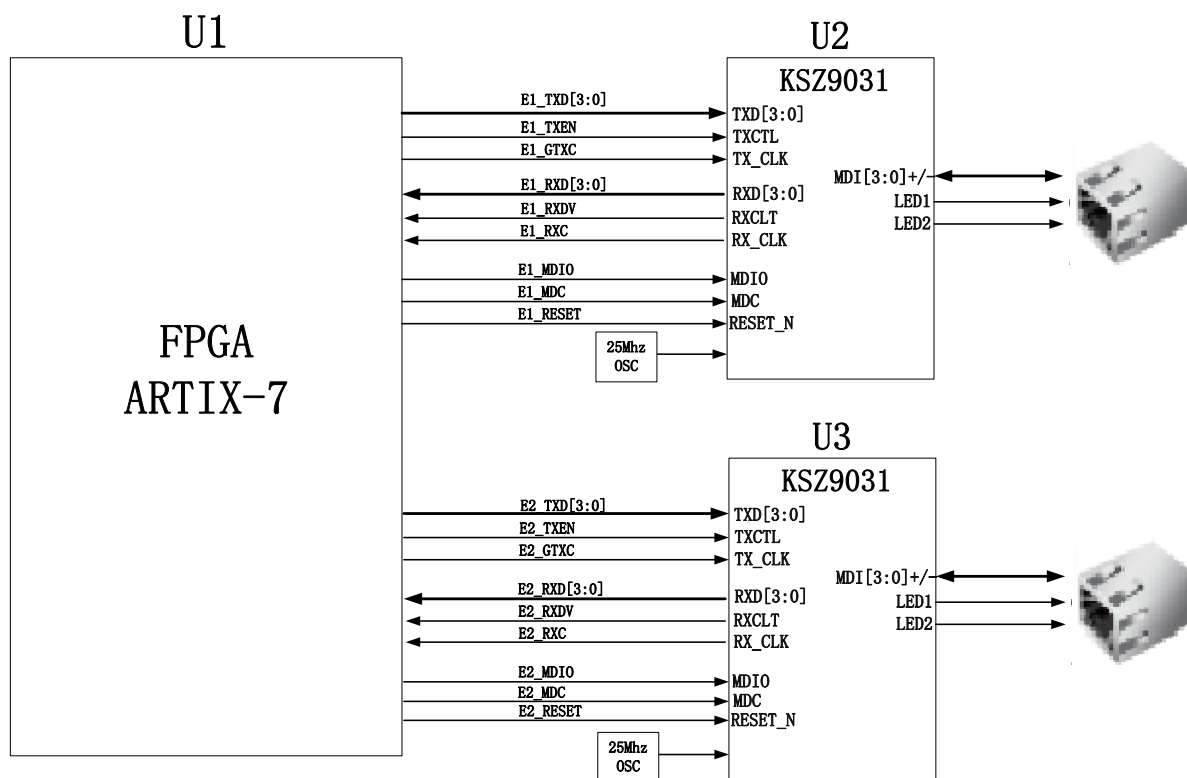 U1
FPGA
ARTIX-7
E1_TXD[3:0]
E1_TXEN
E1_GTXC
E1_RXD[3:0]
E1_RXDV
E1_RXC
E1_MDIO
E1_MDC
E1_RESET
25Mhz
OSC
U2
KSZ9031
TXD[3:0]
TXCTL
TX_CLK
RXD[3:0]
RXCLT
RX_CLK
MDIO
MDC
RESET_N
MDI[3:0]+/-
LED1
LED2
E2_TXD[3:0]
E2_TXEN
E2_GTXC
E2_RXD[3:0]
E2_RXDV
E2_RXC
E2_MDIO
E2_MDC
E2_RESET
25Mhz
OSC
U3
KSZ9031
TXD[3:0]
TXCTL
TX_CLK
RXD[3:0]
RXCLT
RX_CLK
MDIO
MDC
RESET_N
MDI[3:0]+/-
LED1
LED2